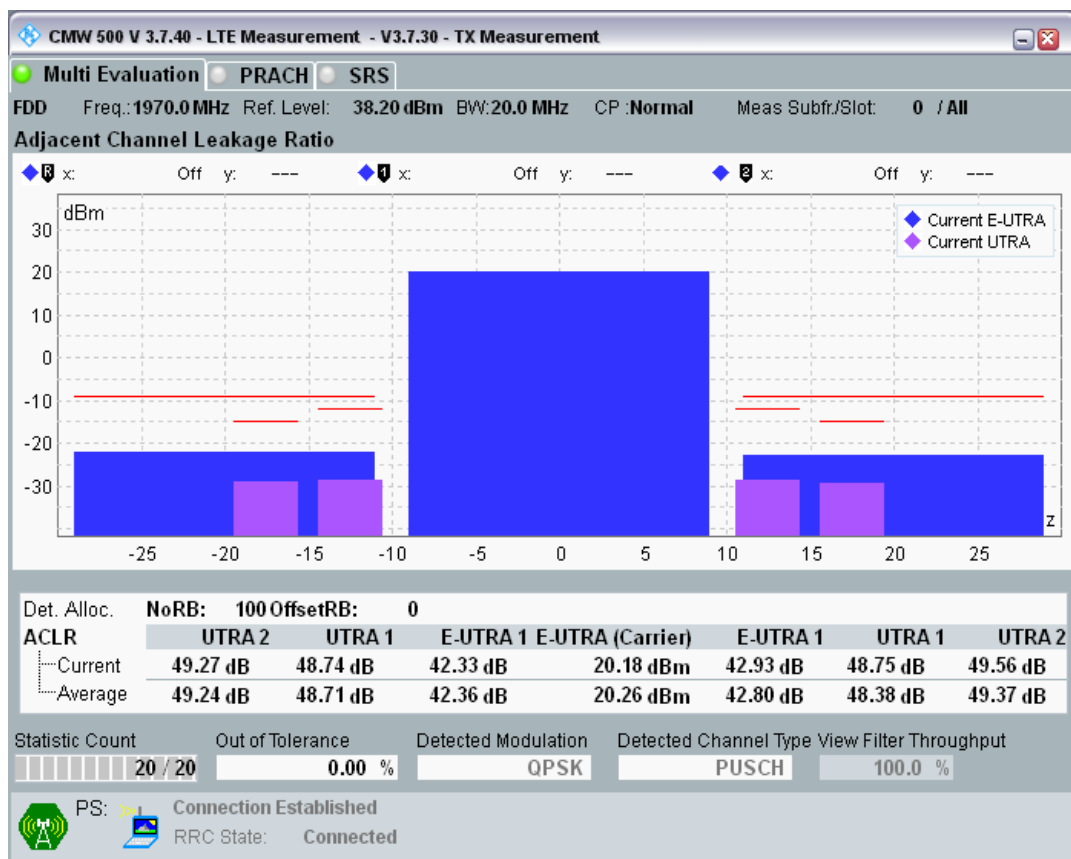 CMW 500 V 3.7.40 - LTE Measurement - V3.7.30 - TX Measurement
Multi Evaluation PRACH SRS
FDD Freq.: 1970.0 MHz Ref. Level: 38.20 dBm BW: 20.0 MHz CP : Normal Meas Subfr./Slot: 0 / All
Adjacent Channel Leakage Ratio
R x: Off y: --- 1 x: Off y: --- 2 x: Off y: ---
dBm
Current E-UTRA
Current UTRA
30
20
10
0
-10
-20
-30
z
-25 -20 -15 -10 -5 0 5 10 15 20 25
Det. Alloc. NoRB: 100 OffsetRB: 0
ACLR UTRA 2 UTRA 1 E-UTRA 1 E-UTRA (Carrier) E-UTRA 1 UTRA 1 UTRA 2
Current 49.27 dB 48.74 dB 42.33 dB 20.18 dBm 42.93 dB 48.75 dB 49.56 dB
Average 49.24 dB 48.71 dB 42.36 dB 20.26 dBm 42.80 dB 48.38 dB 49.37 dB
Statistic Count Out of Tolerance Detected Modulation Detected Channel Type View Filter Throughput
20 / 20 0.00 % QPSK PUSCH 100.0 %
PS: Connection Established
RRC State: Connected